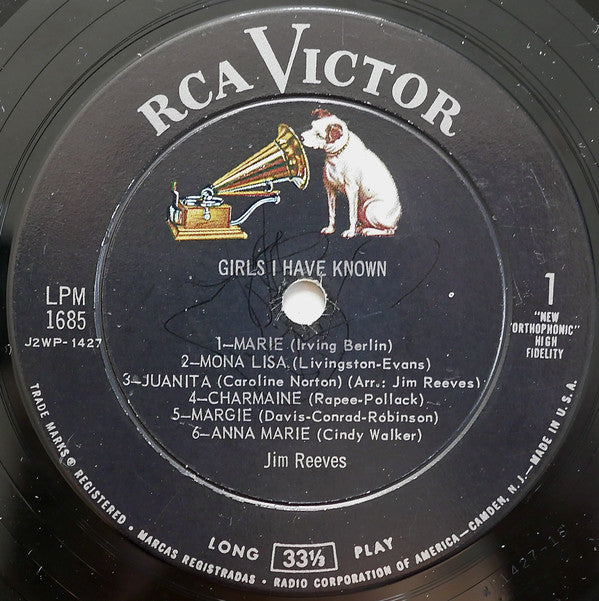 RCA VICTOR
GIRLS I HAVE KNOWN
LPM
1685
J2WP-1427
1
"NEW
ORTHOPHONIC"
HIGH
FIDELITY
1—MARIE (Irving Berlin)
2—MONA LISA (Livingston-Evans)
3—JUANITA (Caroline Norton) (Arr.: Jim Reeves)
4—CHARMAINE (Rapee-Pollack)
5—MARGIE (Davis-Conrad-Robinson)
6—ANNA MARIE (Cindy Walker)
Jim Reeves
LONG 33⅓ PLAY
TRADE MARKS ® REGISTERED • MARCAS REGISTRADAS • RADIO CORPORATION OF AMERICA—CAMDEN, N.J.—MADE IN U.S.A.